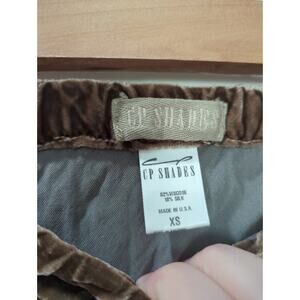 CP SHADES
CP SHADES
82% VISCOSE
18% SILK
MADE IN U.S.A.
XS